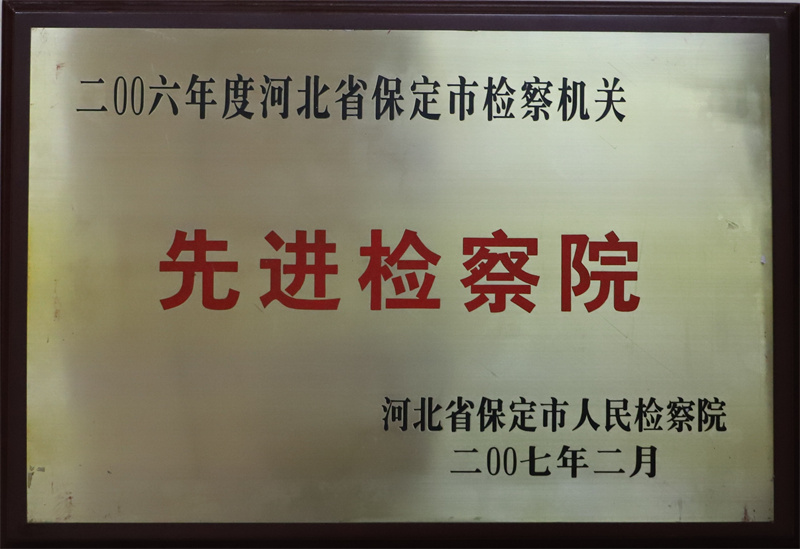 二00六年度河北省保定市检察机关
先进检察院
河北省保定市人民检察院
二00七年二月